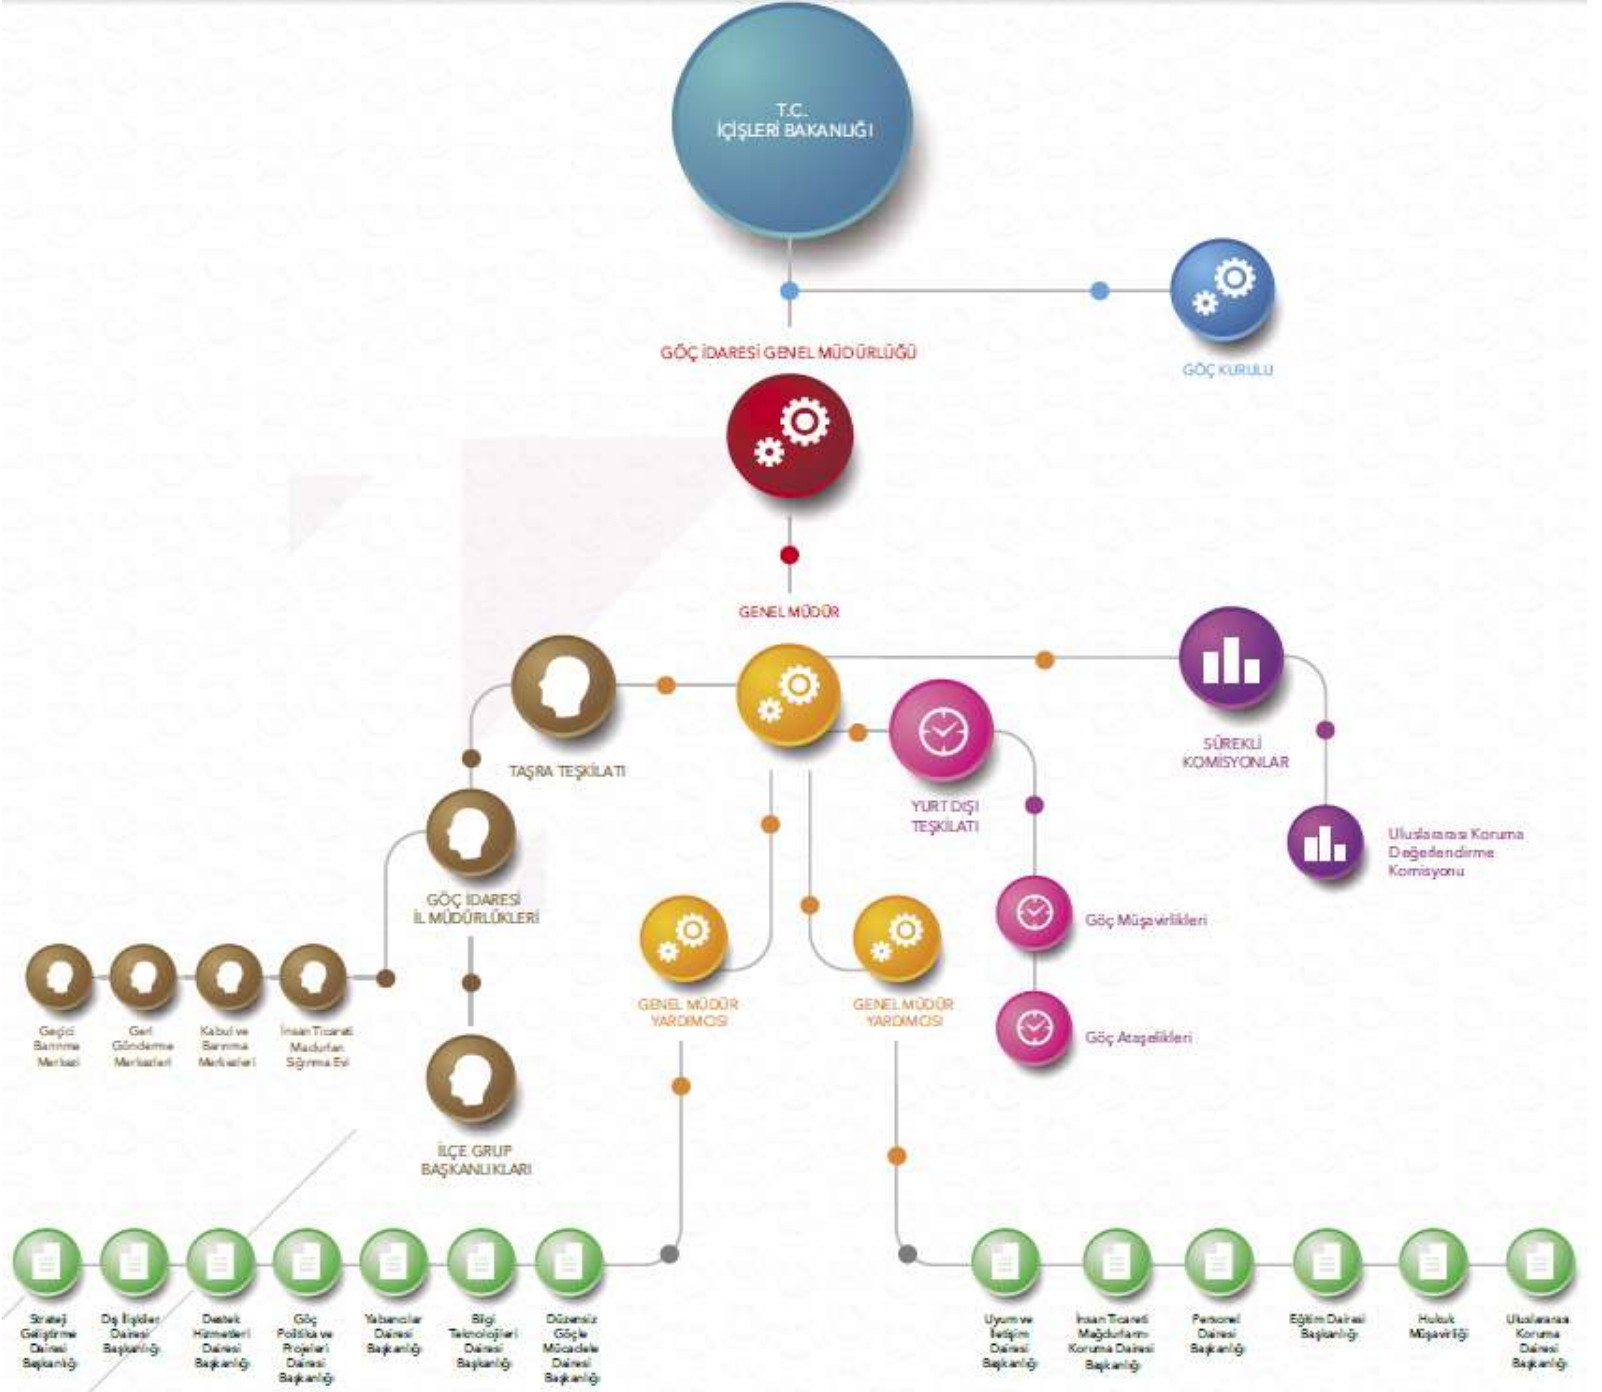 T.C.
İÇİŞLERİ BAKANLIĞI
GÖÇ İDARESİ GENEL MÜDÜRLÜĞÜ
GÖÇ KURULU
GENEL MÜDÜR
TAŞRA TEŞKİLATI
SÜREKLİ
KOMİSYONLAR
YURT DIŞI
TEŞKİLATI
Uluslararası Koruma
Değerlendirme
Komisyonu
GÖÇ İDARESİ
İL MÜDÜRLÜKLERİ
Göç Müşavirlikleri
GENEL MÜDÜR
YARDIMCISI
GENEL MÜDÜR
YARDIMCISI
Göç Ataşelikleri
Geçici
Barınma
Merkezi
Geri
Gönderme
Merkezleri
Kabul ve
Barınma
Merkezleri
İnsan Ticareti
Madurları
Sığınma Evi
İLÇE GRUP
BAŞKANLIKLARI
Strateji
Geliştirme
Dairesi
Başkanlığı
Dış İlişkiler
Dairesi
Başkanlığı
Destek
Hizmetleri
Dairesi
Başkanlığı
Göç
Politika ve
Projeleri
Dairesi
Başkanlığı
Yabancılar
Dairesi
Başkanlığı
Bilgi
Teknolojileri
Dairesi
Başkanlığı
Düzensiz
Göçle
Mücadele
Dairesi
Başkanlığı
Uyum ve
İletişim
Dairesi
Başkanlığı
İnsan Ticareti
Mağdurlarını
Koruma Dairesi
Başkanlığı
Personel
Dairesi
Başkanlığı
Eğitim Dairesi
Başkanlığı
Hukuk
Müşavirliği
Uluslararası
Koruma
Dairesi
Başkanlığı